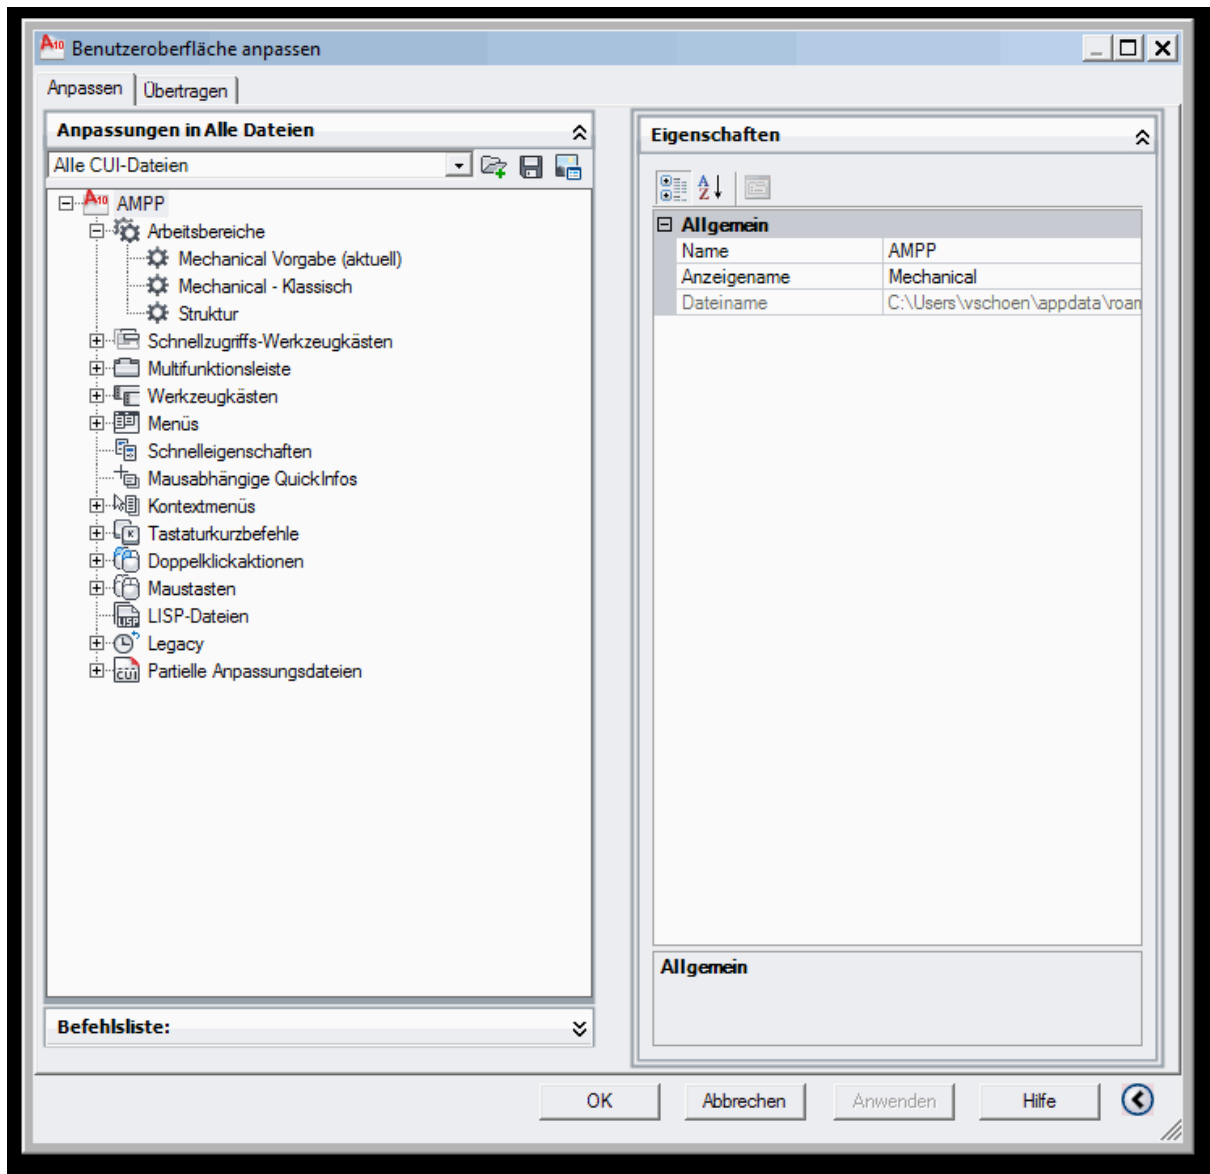 A10 Benutzeroberfläche anpassen
Anpassen Übertragen
Anpassungen in Alle Dateien
Alle CUI-Dateien
AMPP
Arbeitsbereiche
Mechanical Vorgabe (aktuell)
Mechanical - Klassisch
Struktur
Schnellzugriffs-Werkzeugkästen
Multifunktionsleiste
Werkzeugkästen
Menüs
Schnelleigenschaften
Mausabhängige QuickInfos
Kontextmenüs
Tastaturkurzbefehle
Doppelklickaktionen
Maustasten
LISP-Dateien
Legacy
Partielle Anpassungsdateien
Befehlsliste:
Eigenschaften
Allgemein
Name AMPP
Anzeigename Mechanical
Dateiname C:\Users\vschoen\appdata\roam
Allgemein
OK Abbrechen Anwenden Hilfe